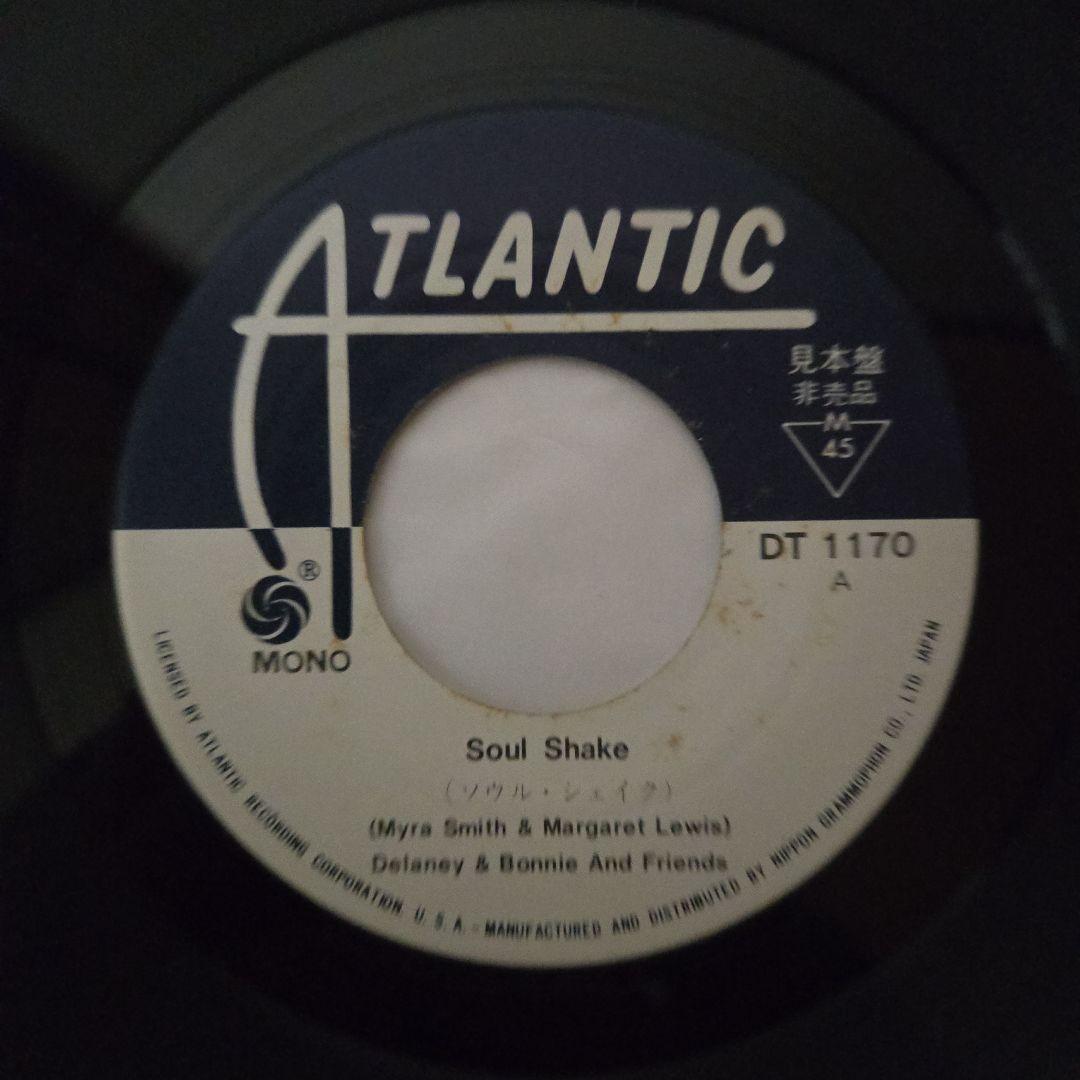 ATLANTIC
見本盤
非売品
M
45
DT 1170
A
®
MONO
Soul Shake
(ソウル・シェイク)
(Myra Smith & Margaret Lewis)
Delaney & Bonnie And Friends
LICENSED BY ATLANTIC RECORDING CORPORATION. U. S. A. - MANUFACTURED AND DISTRIBUTED BY NIPPON GRAMMOPHON CO., LTD JAPAN